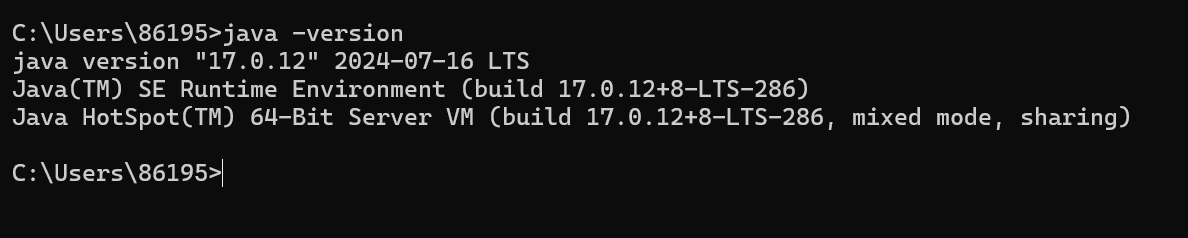 C:\Users\86195>java -version
java version "17.0.12" 2024-07-16 LTS
Java(TM) SE Runtime Environment (build 17.0.12+8-LTS-286)
Java HotSpot(TM) 64-Bit Server VM (build 17.0.12+8-LTS-286, mixed mode, sharing)
C:\Users\86195>